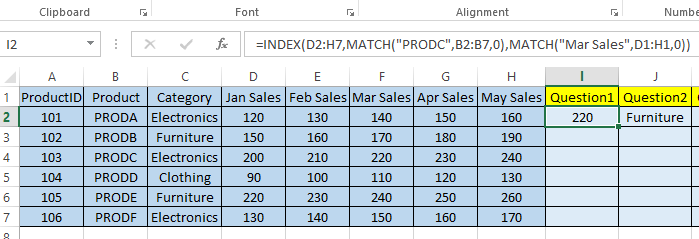 Clipboard Font Alignment Numbe
I2 fx =INDEX(D2:H7,MATCH("PRODC",B2:B7,0),MATCH("Mar Sales",D1:H1,0))
A B C D E F G H I J
1 ProductID Product Category Jan Sales Feb Sales Mar Sales Apr Sales May Sales Question1 Question2
2 101 PRODA Electronics 120 130 140 150 160 220 Furniture
3 102 PRODB Furniture 150 160 170 180 190
4 103 PRODC Electronics 200 210 220 230 240
5 104 PRODD Clothing 90 100 110 120 130
6 105 PRODE Furniture 220 230 240 250 260
7 106 PRODF Electronics 130 140 150 160 170